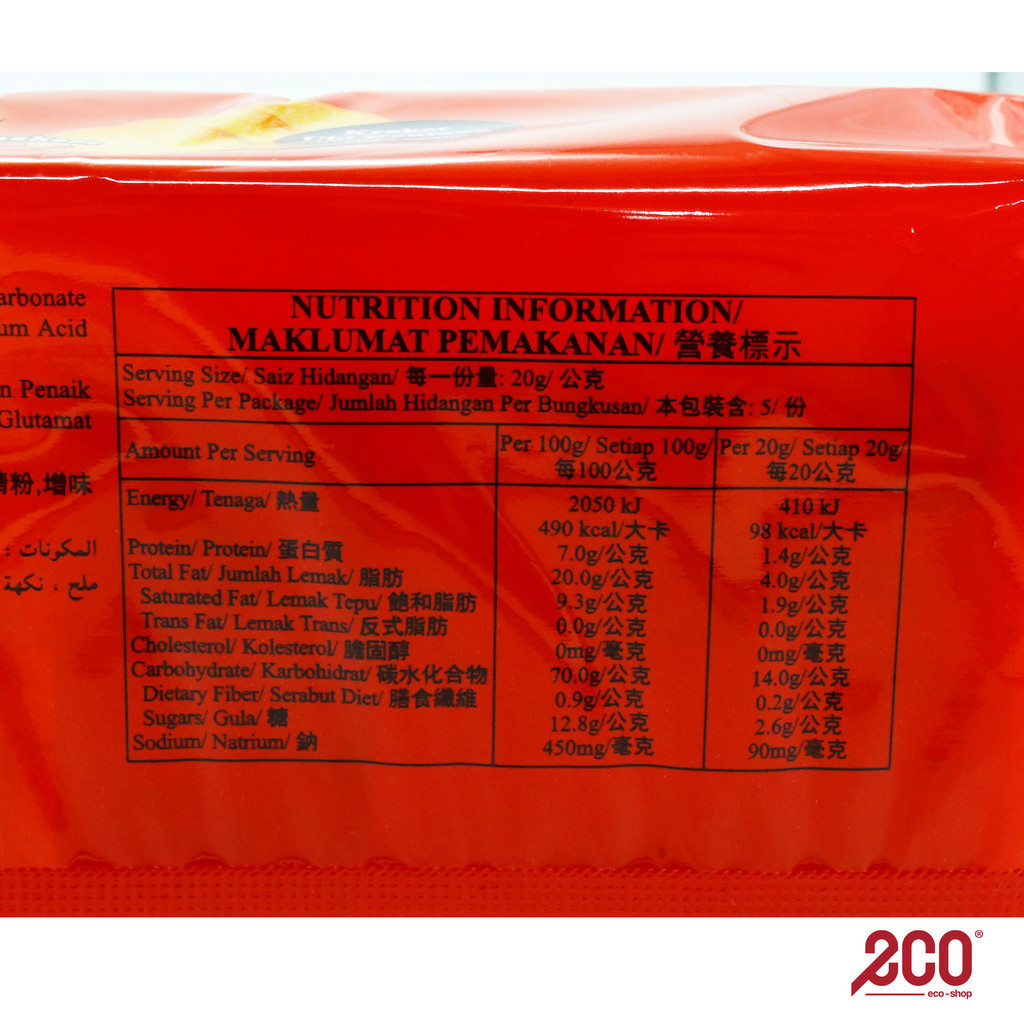 Kraker
arbonate
um Acid
n Penaik
Glutamat
粉,增味
المكونات :
ملح ، نكهة
NUTRITION INFORMATION/
MAKLUMAT PEMAKANAN/ 營養標示
Serving Size/ Saiz Hidangan/ 每一份量: 20g/ 公克
Serving Per Package/ Jumlah Hidangan Per Bungkusan/ 本包裝含: 5/ 份
Amount Per Serving Per 100g/ Setiap 100g/ Per 20g/ Setiap 20g/
每100公克 每20公克
Energy/ Tenaga/ 熱量 2050 kJ 410 kJ
490 kcal/大卡 98 kcal/大卡
Protein/ Protein/ 蛋白質 7.0g/公克 1.4g/公克
Total Fat/ Jumlah Lemak/ 脂肪 20.0g/公克 4.0g/公克
Saturated Fat/ Lemak Tepu/ 飽和脂肪 9.3g/公克 1.9g/公克
Trans Fat/ Lemak Trans/ 反式脂肪 0.0g/公克 0.0g/公克
Cholesterol/ Kolesterol/ 膽固醇 0mg/毫克 0mg/毫克
Carbohydrate/ Karbohidrat/ 碳水化合物 70.0g/公克 14.0g/公克
Dietary Fiber/ Serabut Diet/ 膳食纖維 0.9g/公克 0.2g/公克
Sugars/ Gula/ 糖 12.8g/公克 2.6g/公克
Sodium/ Natrium/ 鈉 450mg/毫克 90mg/毫克
eco®
eco-shop